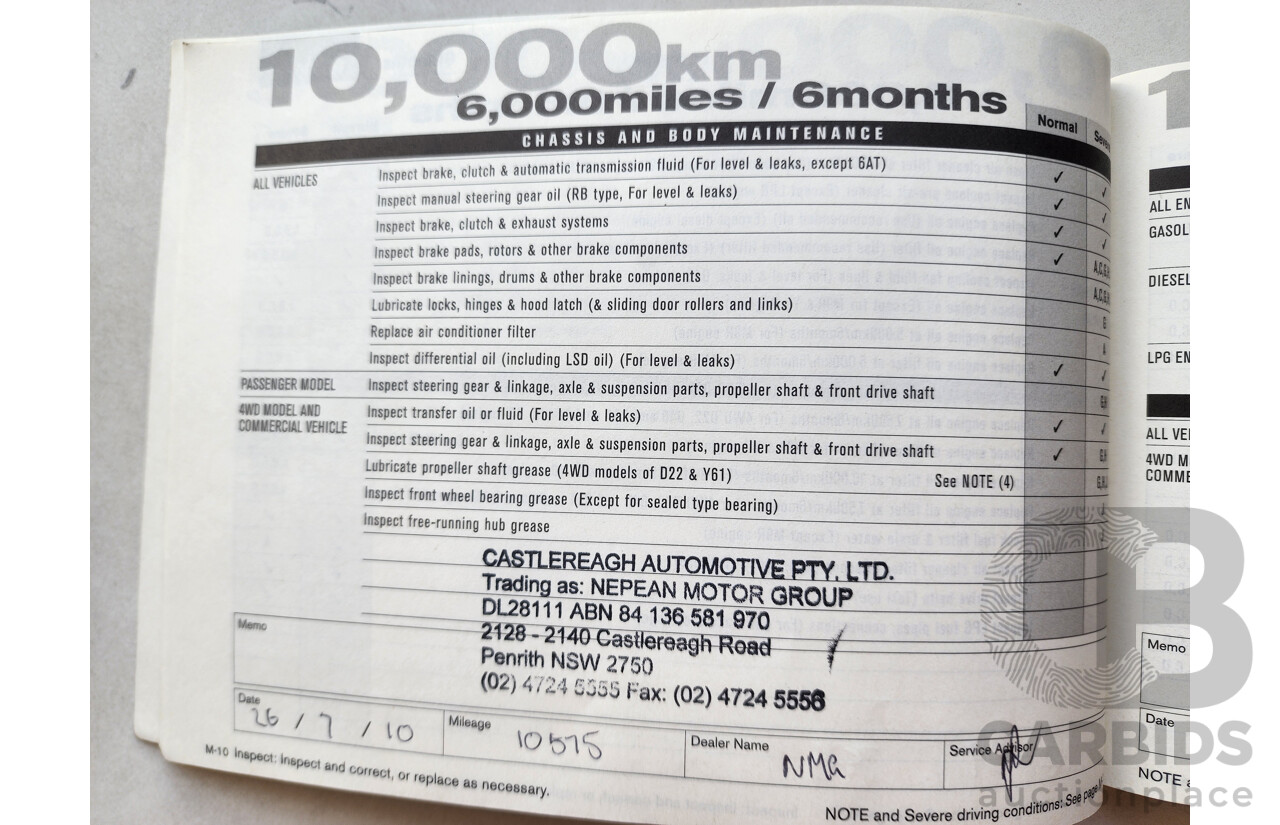 10,000km
6,000miles / 6months
CHASSIS AND BODY MAINTENANCE
Normal
ALL VEHICLES
Inspect brake, clutch & automatic transmission fluid (For level & leaks, except 6AT) ✓ ✓
Inspect manual steering gear oil (RB type, For level & leaks) ✓ ✓
Inspect brake, clutch & exhaust systems ✓ ✓
Inspect brake pads, rotors & other brake components ✓
Inspect brake linings, drums & other brake components
Lubricate locks, hinges & hood latch (& sliding door rollers and links) G
Replace air conditioner filter A
Inspect differential oil (including LSD oil) (For level & leaks) ✓ ✓
PASSENGER MODEL
Inspect steering gear & linkage, axle & suspension parts, propeller shaft & front drive shaft G,H
4WD MODEL AND
COMMERCIAL VEHICLE
Inspect transfer oil or fluid (For level & leaks) ✓ ✓
Inspect steering gear & linkage, axle & suspension parts, propeller shaft & front drive shaft ✓ G,H
Lubricate propeller shaft grease (4WD models of D22 & Y61) See NOTE (4)
Inspect front wheel bearing grease (Except for sealed type bearing)
Inspect free-running hub grease
CASTLEREAGH AUTOMOTIVE PTY. LTD.
Trading as: NEPEAN MOTOR GROUP
DL28111 ABN 84 136 581 970
2128 - 2140 Castlereagh Road
Penrith NSW 2750
(02) 4724 5555 Fax: (02) 4724 5556
Memo
Date
26 / 7 / 10
Mileage
10575
Dealer Name
NMG
Service Advisor
M-10 Inspect: Inspect and correct, or replace as necessary.
NOTE and Severe driving conditions: See page
ALL EN
GASOL
DIESEL
LPG EN
ALL VE
4WD M
COMME
Memo
Date
NOTE
CARBIDS
auctionplace